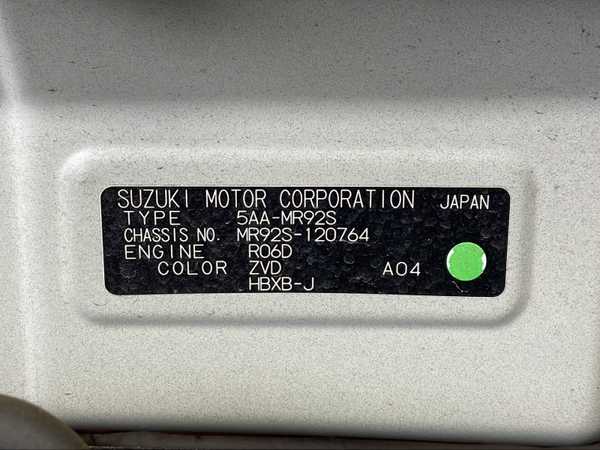 SUZUKI MOTOR CORPORATION JAPAN
TYPE 5AA-MR92S
CHASSIS NO. MR92S-120764
ENGINE R06D
COLOR ZVD A04
HBXB-J